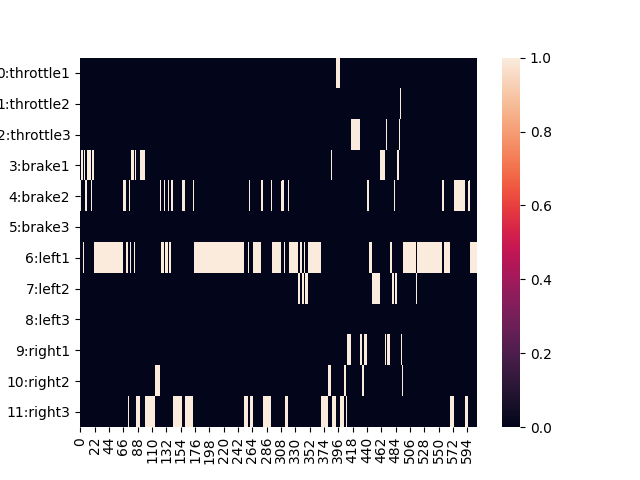 0:throttle1
1:throttle2
2:throttle3
3:brake1
4:brake2
5:brake3
6:left1
7:left2
8:left3
9:right1
10:right2
11:right3
0 22 44 66 88 110 132 154 176 198 220 242 264 286 308 330 352 374 396 418 440 462 484 506 528 550 572 594
1.0
0.8
0.6
0.4
0.2
0.0